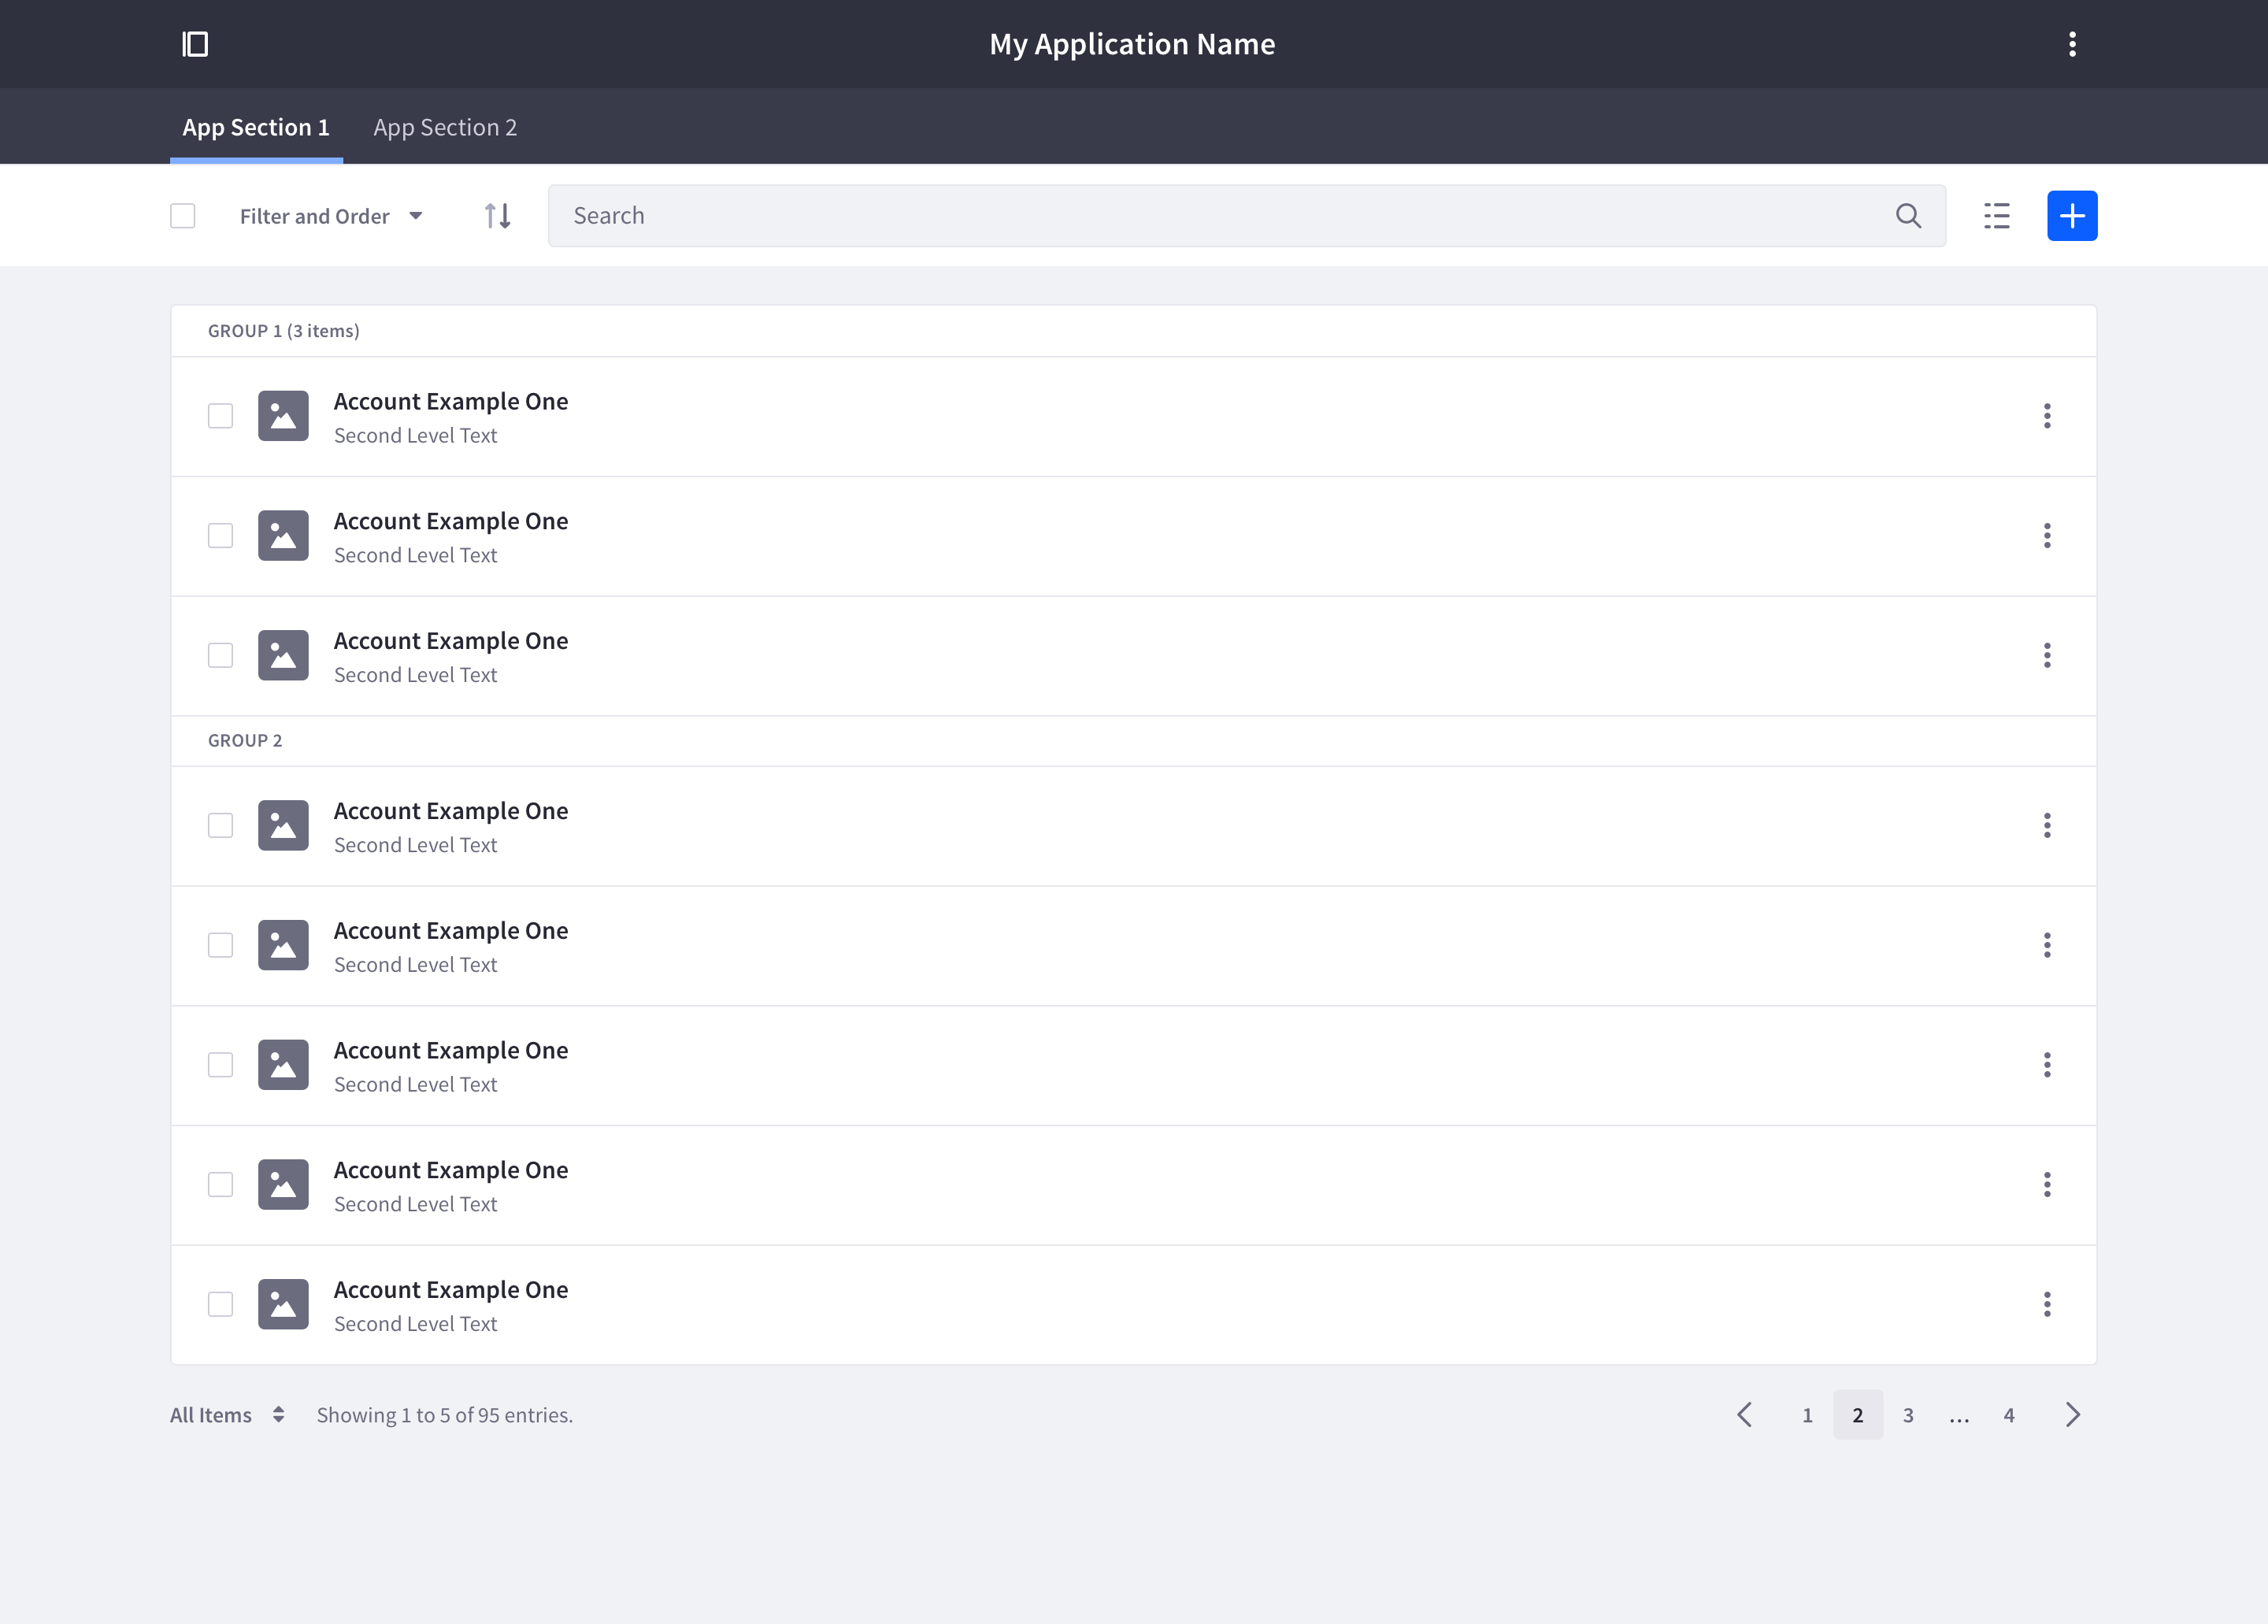 My Application Name
App Section 1 App Section 2
Filter and Order Search
GROUP 1 (3 items)
Account Example One
Second Level Text
Account Example One
Second Level Text
Account Example One
Second Level Text
GROUP 2
Account Example One
Second Level Text
Account Example One
Second Level Text
Account Example One
Second Level Text
Account Example One
Second Level Text
Account Example One
Second Level Text
All Items Showing 1 to 5 of 95 entries. 1 2 3 ... 4